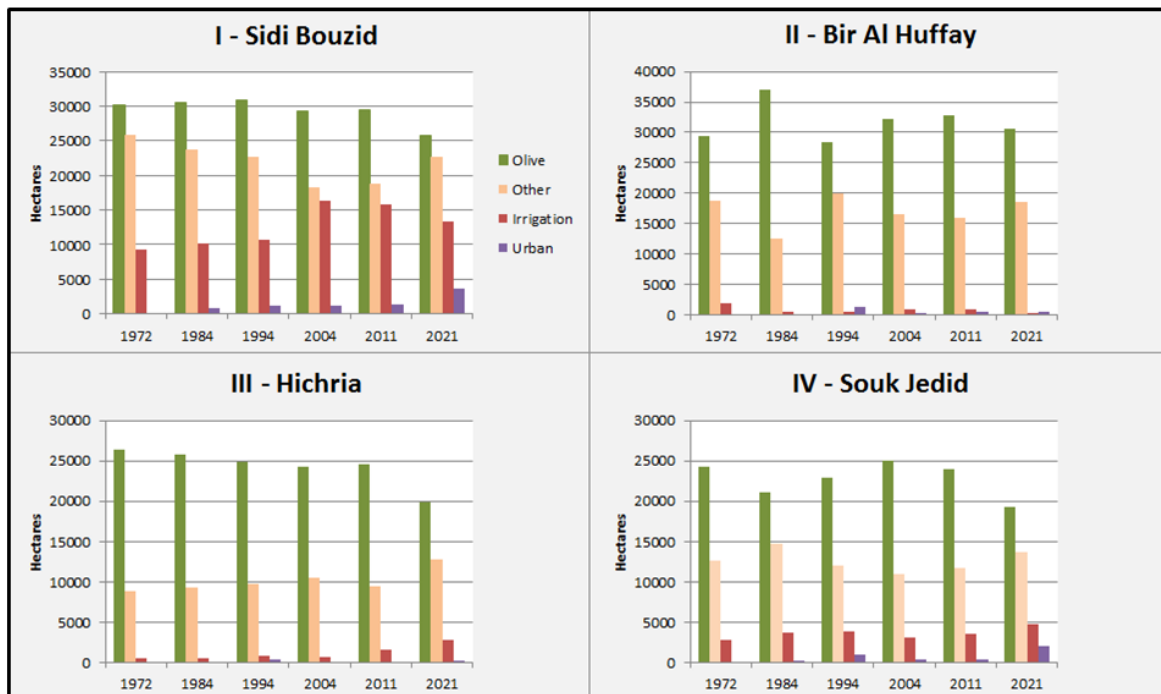 I - Sidi Bouzid
35000
30000
25000
20000
15000
10000
5000
0
Hectares
1972 1984 1994 2004 2011 2021
Olive
Other
Irrigation
Urban
II - Bir Al Huffay
40000
35000
30000
25000
20000
15000
10000
5000
0
Hectares
1972 1984 1994 2004 2011 2021
III - Hichria
30000
25000
20000
15000
10000
5000
0
Hectares
1972 1984 1994 2004 2011 2021
IV - Souk Jedid
30000
25000
20000
15000
10000
5000
0
Hectares
1972 1984 1994 2004 2011 2021